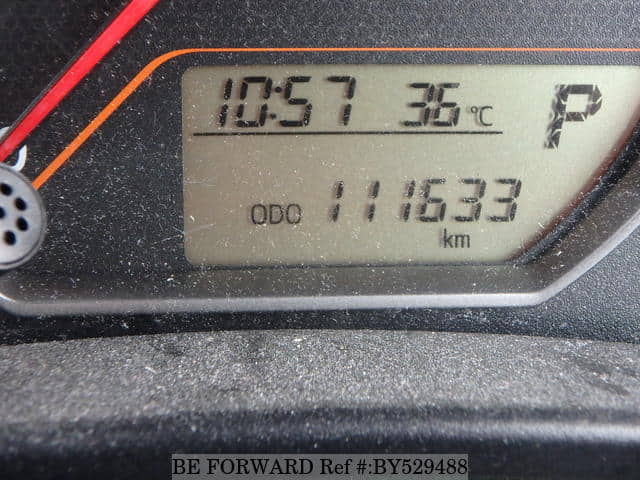 10:57 36 °C P
ODO 111633
km
BE FORWARD Ref #:BY529488